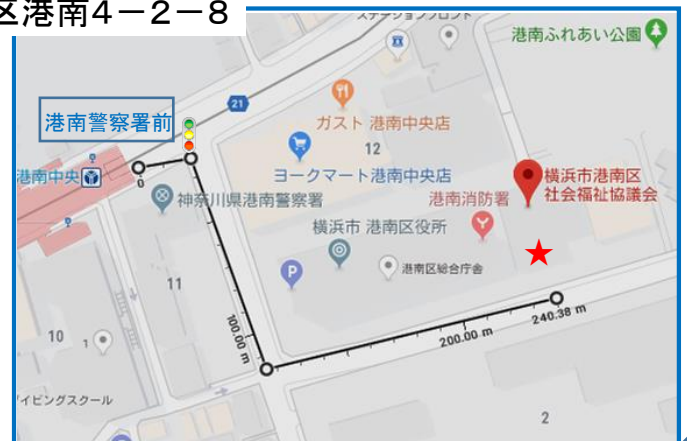 区港南4－2－8
ステーションフロント
港南ふれあい公園
21
港南警察署前
ガスト 港南中央店
12
港南中央
0
ヨークマート港南中央店
横浜市港南区
社会福祉協議会
神奈川県港南警察署
港南消防署
横浜市 港南区役所
P
港南区総合庁舎
11
100.00 m
200.00 m
240.38 m
10
1
イビングスクール
2